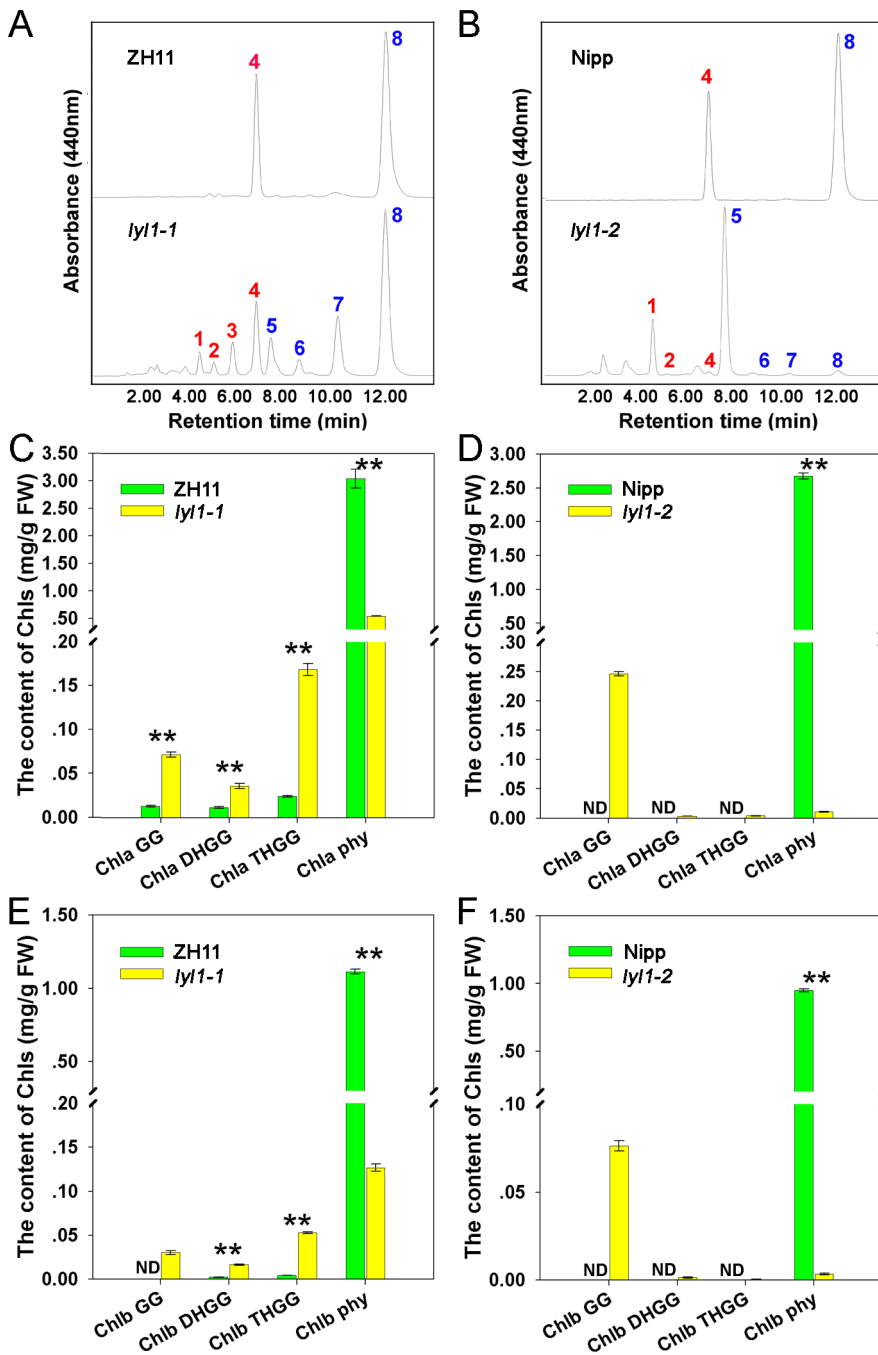 A
ZH11
4
8
lyl1-1
1
2
3
4
5
6
7
8
Absorbance (440nm)
2.00 4.00 6.00 8.00 10.00 12.00
Retention time (min)
B
Nipp
4
8
lyl1-2
1
2
4
5
6
7
8
Absorbance (440nm)
2.00 4.00 6.00 8.00 10.00 12.00
Retention time (min)
C
ZH11
lyl1-1
The content of Chls (mg/g FW)
3.50
3.00
2.50
2.00
1.50
1.00
.50
.20
.15
.10
.05
0.00
**
**
**
**
Chla GG
Chla DHGG
Chla THGG
Chla phy
D
Nipp
lyl1-2
The content of Chls (mg/g FW)
3.00
2.50
2.00
1.50
1.00
.50
.30
.25
.20
.15
.10
.05
0.00
ND
ND
ND
**
Chla GG
Chla DHGG
Chla THGG
Chla phy
E
ZH11
lyl1-1
The content of Chls (mg/g FW)
1.50
1.00
.50
.20
.15
.10
.05
0.00
ND
**
**
**
Chlb GG
Chlb DHGG
Chlb THGG
Chlb phy
F
Nipp
lyl1-2
The content of Chls (mg/g FW)
1.50
1.00
.50
.10
.05
0.00
ND
ND
ND
**
Chlb GG
Chlb DHGG
Chlb THGG
Chlb phy